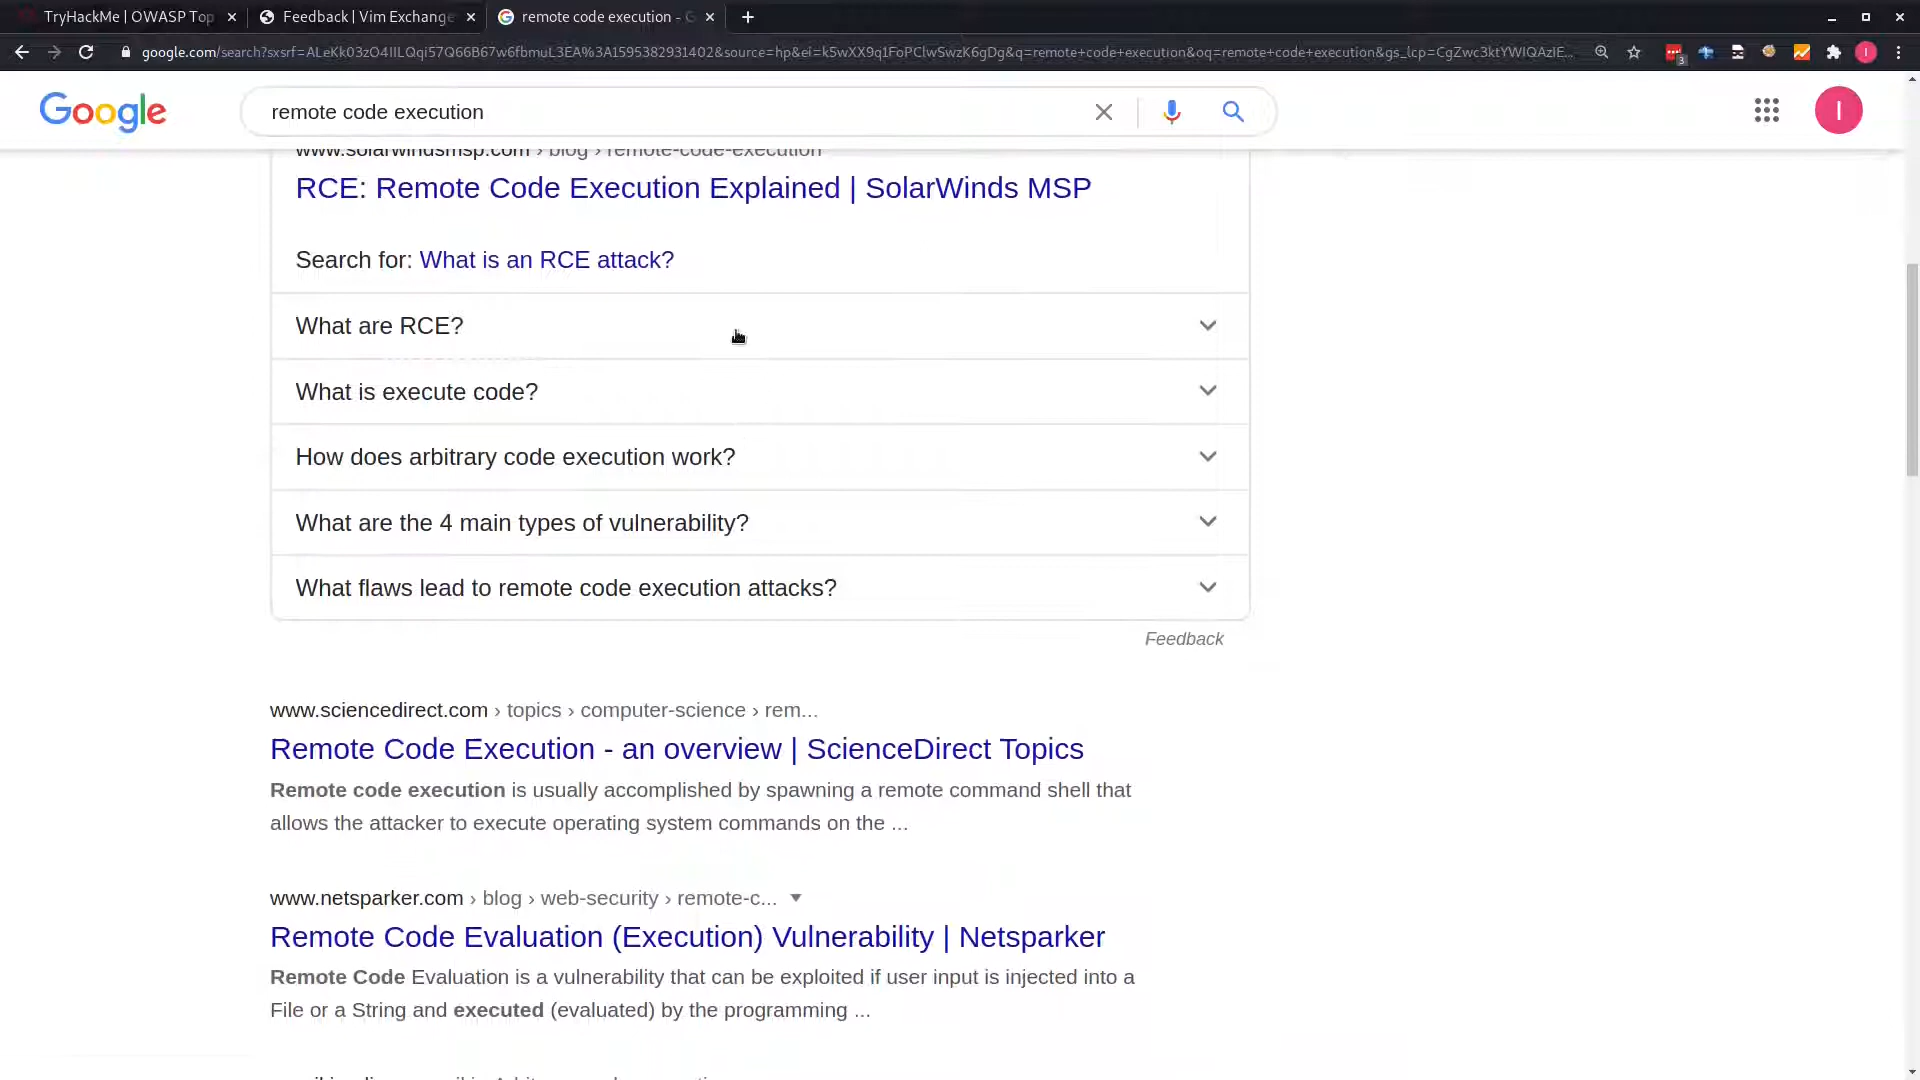 TryHackMe | OWASP Top
Feedback | Vim Exchange
remote code execution - G
google.com/search?sxsrf=ALeKk03zO4IIILQqi57Q66B67w6fbmuL3EA%3A1595382931402&source=hp&ei=k5wXX9q1FoPClwSwzK6gDg&q=remote+code+execution&oq=remote+code+execution&gs_lcp=CgZwc3ktYWIQAzIE...
3
I
Google
remote code execution
I
www.solarwindsmsp.com › blog › remote-code-execution
RCE: Remote Code Execution Explained | SolarWinds MSP
Search for: What is an RCE attack?
What are RCE?
What is execute code?
How does arbitrary code execution work?
What are the 4 main types of vulnerability?
What flaws lead to remote code execution attacks?
Feedback
www.sciencedirect.com › topics › computer-science › rem...
Remote Code Execution - an overview | ScienceDirect Topics
Remote code execution is usually accomplished by spawning a remote command shell that
allows the attacker to execute operating system commands on the ...
www.netsparker.com › blog › web-security › remote-c...
Remote Code Evaluation (Execution) Vulnerability | Netsparker
Remote Code Evaluation is a vulnerability that can be exploited if user input is injected into a
File or a String and executed (evaluated) by the programming ...